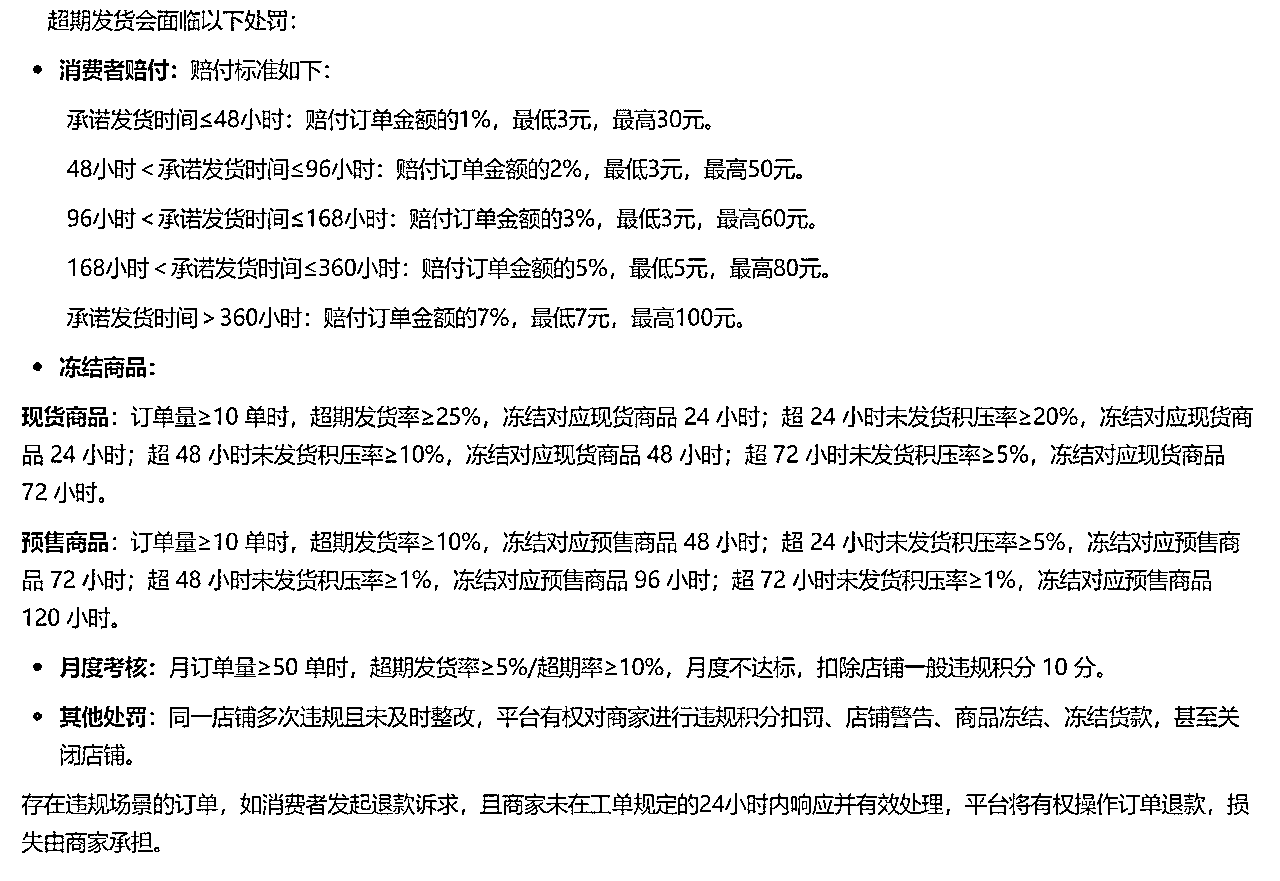 超期发货会面临以下处罚：
• 消费者赔付：赔付标准如下：
承诺发货时间≤48小时：赔付订单金额的1%，最低3元，最高30元。
48小时＜承诺发货时间≤96小时：赔付订单金额的2%，最低3元，最高50元。
96小时＜承诺发货时间≤168小时：赔付订单金额的3%，最低3元，最高60元。
168小时＜承诺发货时间≤360小时：赔付订单金额的5%，最低5元，最高80元。
承诺发货时间＞360小时：赔付订单金额的7%，最低7元，最高100元。
• 冻结商品：
现货商品：订单量≥10 单时，超期发货率≥25%，冻结对应现货商品 24 小时；超 24 小时未发货积压率≥20%，冻结对应现货商
品 24 小时；超 48 小时未发货积压率≥10%，冻结对应现货商品 48 小时；超 72 小时未发货积压率≥5%，冻结对应现货商品
72 小时。
预售商品：订单量≥10 单时，超期发货率≥10%，冻结对应预售商品 48 小时；超 24 小时未发货积压率≥5%，冻结对应预售商
品 72 小时；超 48 小时未发货积压率≥1%，冻结对应预售商品 96 小时；超 72 小时未发货积压率≥1%，冻结对应预售商品
120 小时。
• 月度考核：月订单量≥50 单时，超期发货率≥5%/超期率≥10%，月度不达标，扣除店铺一般违规积分 10 分。
• 其他处罚：同一店铺多次违规且未及时整改，平台有权对商家进行违规积分扣罚、店铺警告、商品冻结、冻结货款，甚至关
闭店铺。
存在违规场景的订单，如消费者发起退款诉求，且商家未在工单规定的24小时内响应并有效处理，平台将有权操作订单退款，损
失由商家承担。